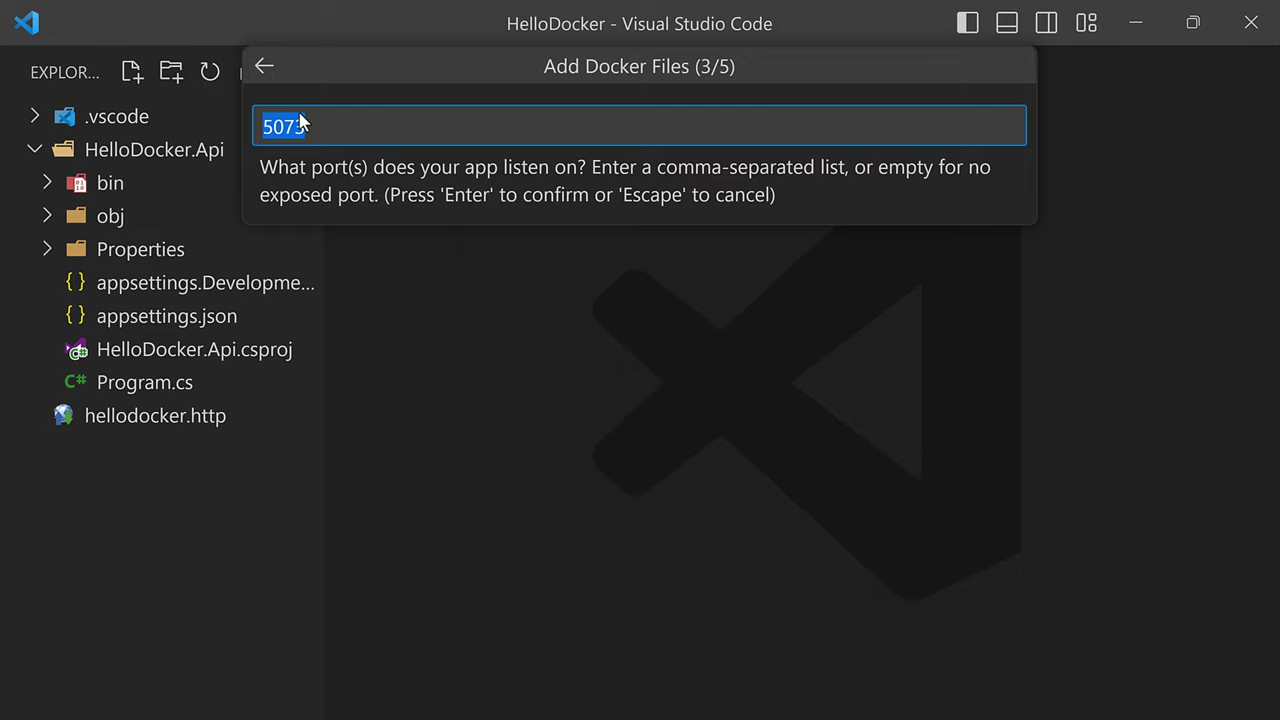 HelloDocker - Visual Studio Code
EXPLOR...
Add Docker Files (3/5)
5073
What port(s) does your app listen on? Enter a comma-separated list, or empty for no
exposed port. (Press 'Enter' to confirm or 'Escape' to cancel)
.vscode
HelloDocker.Api
bin
obj
Properties
{} appsettings.Developme...
{} appsettings.json
HelloDocker.Api.csproj
C# Program.cs
hellodocker.http